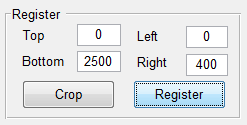 Register
Top 0 Left 0
Bottom 2500 Right 400
Crop Register